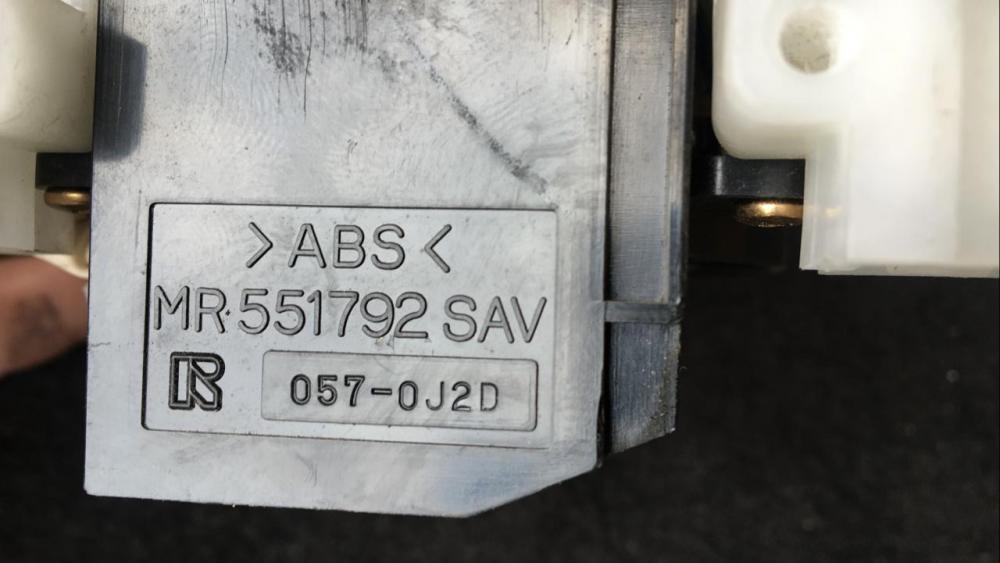 >ABS<
MR·551792 SAV
R 057-0J2D